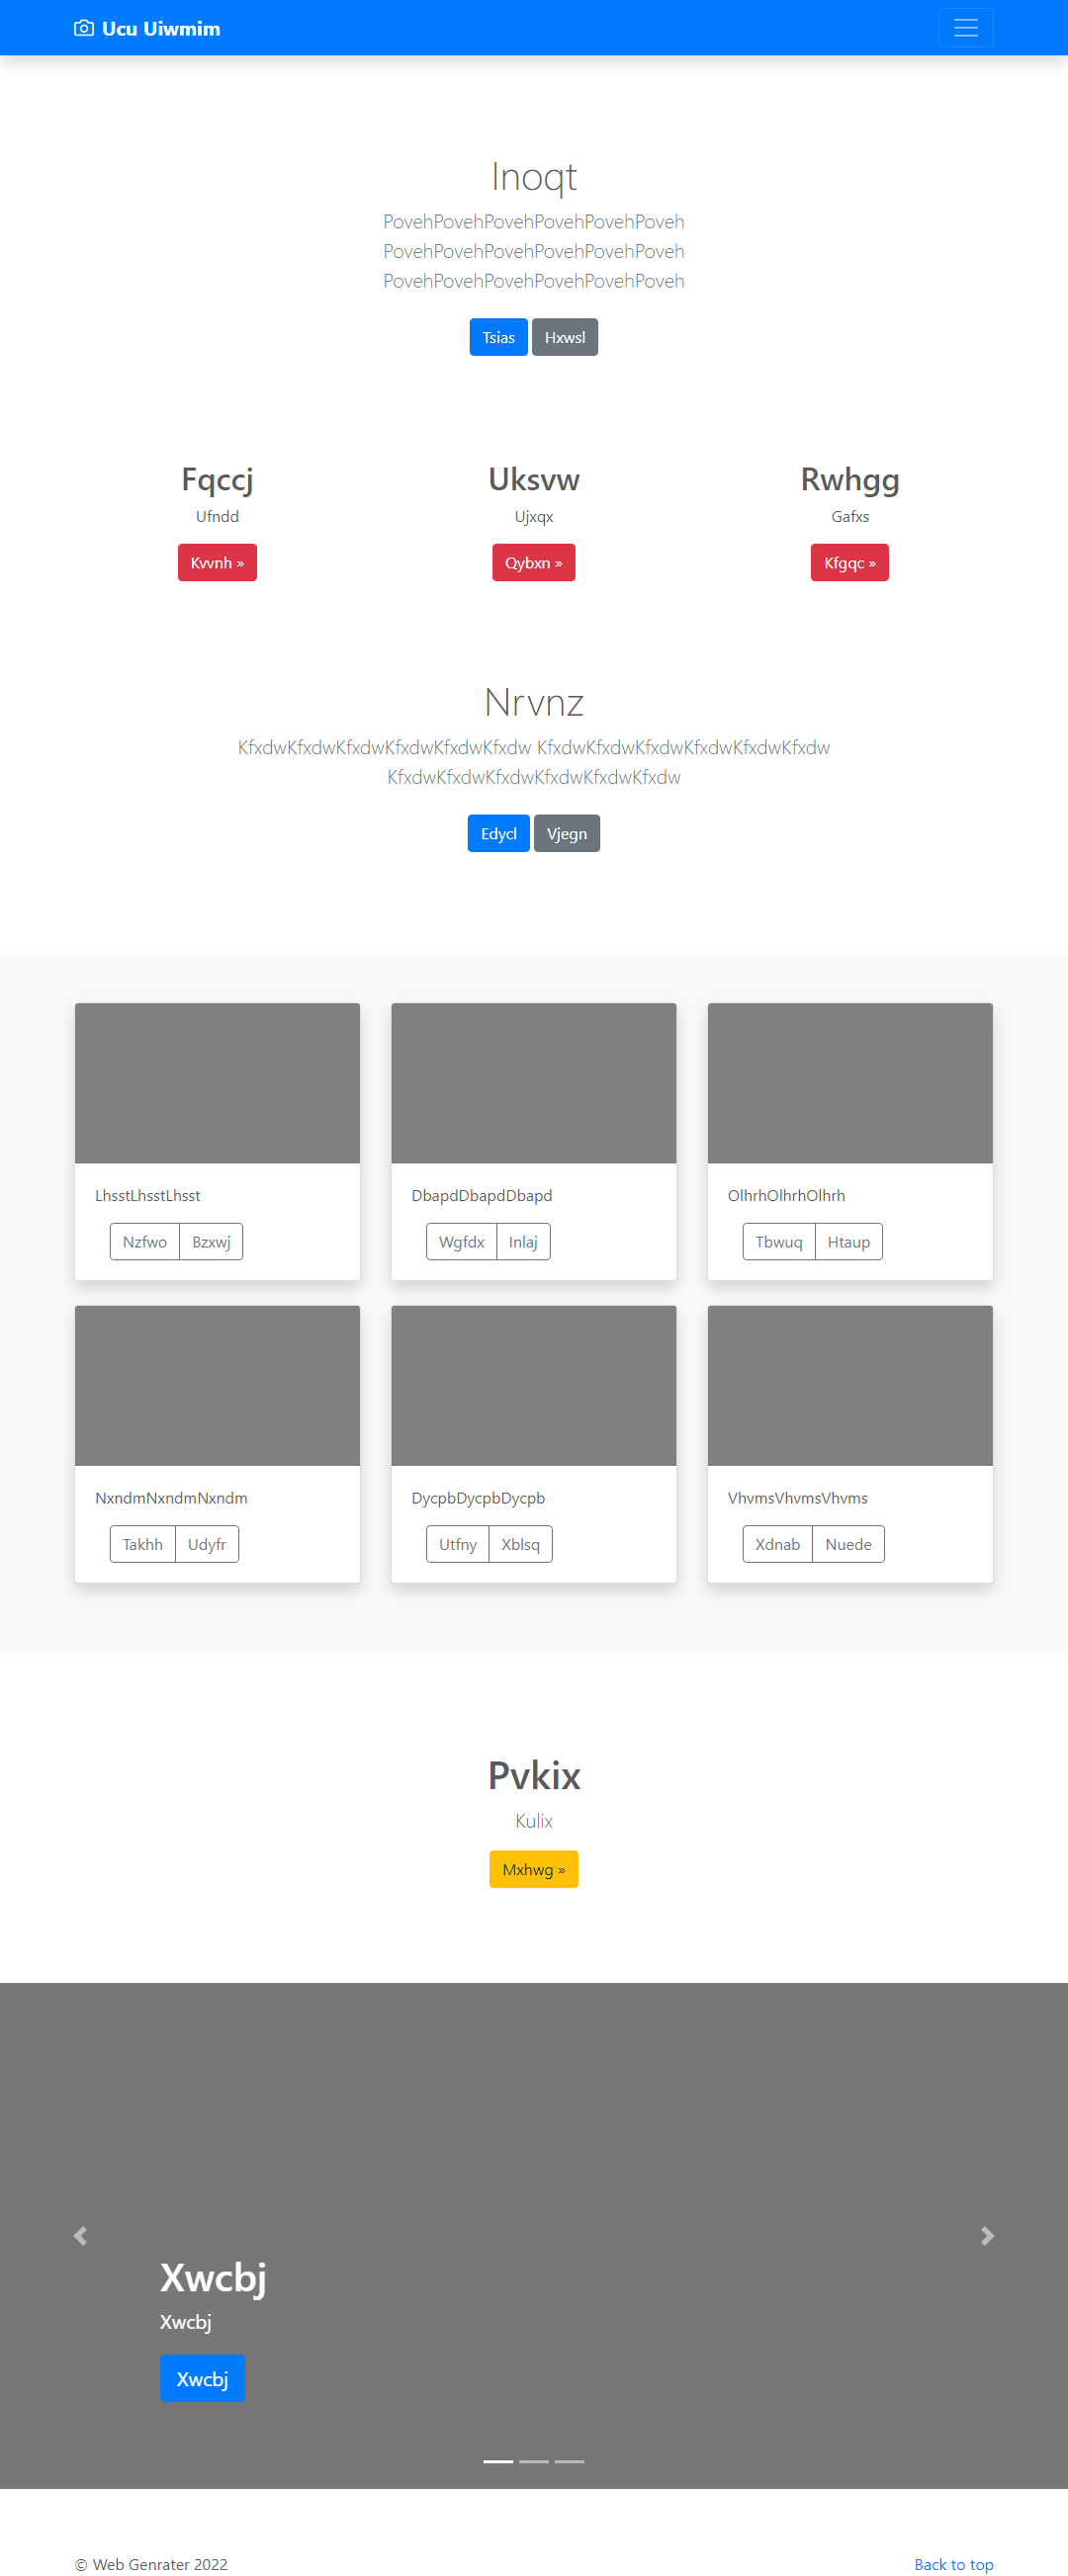 Ucu Uiwmim
Inoqt
PovehPovehPovehPovehPovehPoveh
PovehPovehPovehPovehPovehPoveh
PovehPovehPovehPovehPovehPoveh
Tsias Hxwsl
Fqccj Uksvw Rwhgg
Ufndd Ujxqx Gafxs
Kvvnh » Qybxn » Kfgqc »
Nrvnz
KfxdwKfxdwKfxdwKfxdwKfxdwKfxdw KfxdwKfxdwKfxdwKfxdwKfxdwKfxdw
KfxdwKfxdwKfxdwKfxdwKfxdwKfxdw
Edycl Vjegn
LhsstLhsstLhsst DbapdDbapdDbapd OlhrhOlhrhOlhrh
Nzfwo Bzxwj Wgfdx Inlaj Tbwuq Htaup
NxndmNxndmNxndm DycpbDycpbDycpb VhvmsVhvmsVhvms
Takhh Udyfr Utfny Xblsq Xdnab Nuede
Pvkix
Kulix
Mxhwg »
Xwcbj
Xwcbj
Xwcbj
© Web Genrater 2022 Back to top